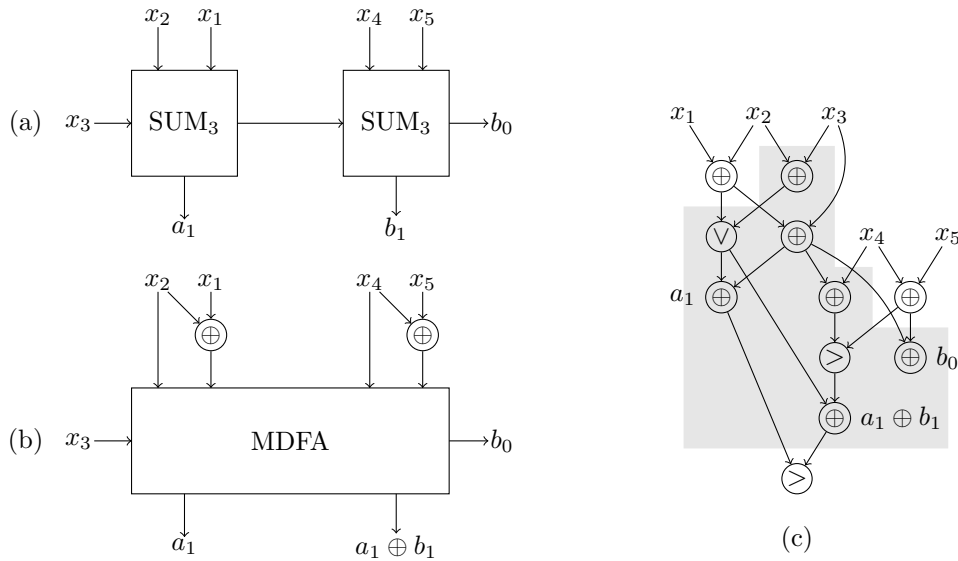 x₂ x₁ x₄ x₅
(a) x₃ SUM₃ SUM₃ b₀
a₁ b₁
x₂ x₁ x₄ x₅
⊕ ⊕
(b) x₃ MDFA b₀
a₁ a₁ ⊕ b₁
x₁ x₂ x₃
⊕ ⊕
∨ ⊕ x₄ x₅
a₁ ⊕ ⊕ ⊕
> ⊕ b₀
⊕ a₁ ⊕ b₁
>
(c)